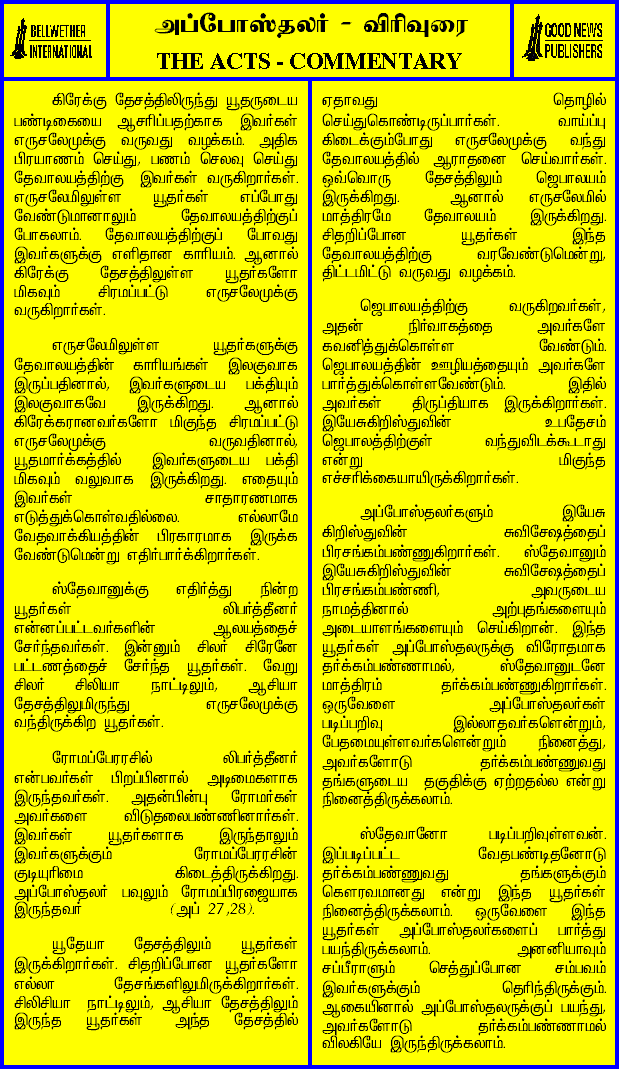 BELLWETHER
INTERNATIONAL
அப்போஸ்தலர் - விரிவுரை
THE ACTS - COMMENTARY
GOOD NEWS
PUBLISHERS
கிரேக்கு தேசத்திலிருந்து யூதருடைய
பண்டிகையை ஆசரிப்பதற்காக இவர்கள்
எருசலேமுக்கு வருவது வழக்கம். அதிக
பிரயாணம் செய்து, பணம் செலவு செய்து
தேவாலயத்திற்கு இவர்கள் வருகிறார்கள்.
எருசலேமிலுள்ள யூதர்கள் எப்போது
வேண்டுமானாலும் தேவாலயத்திற்குப்
போகலாம். தேவாலயத்திற்குப் போவது
இவர்களுக்கு எளிதான காரியம். ஆனால்
கிரேக்கு தேசத்திலுள்ள யூதர்களோ
மிகவும் சிரமப்பட்டு எருசலேமுக்கு
வருகிறார்கள்.
எருசலேமிலுள்ள யூதர்களுக்கு
தேவாலயத்தின் காரியங்கள் இலகுவாக
இருப்பதினால், இவர்களுடைய பக்தியும்
இலகுவாகவே இருக்கிறது. ஆனால்
கிரேக்கரானவர்களோ மிகுந்த சிரமப்பட்டு
எருசலேமுக்கு வருவதினால்,
யூதமார்க்கத்தில் இவர்களுடைய பக்தி
மிகவும் வலுவாக இருக்கிறது. எதையும்
இவர்கள் சாதாரணமாக
எடுத்துக்கொள்வதில்லை. எல்லாமே
வேதவாக்கியத்தின் பிரகாரமாக இருக்க
வேண்டுமென்று எதிர்பார்க்கிறார்கள்.
ஸ்தேவானுக்கு எதிர்த்து நின்ற
யூதர்கள் லிபர்த்தீனர்
என்னப்பட்டவர்களின் ஆலயத்தைச்
சேர்ந்தவர்கள். இன்னும் சிலர் சிரேனே
பட்டணத்தைச் சேர்ந்த யூதர்கள். வேறு
சிலர் சிலியா நாட்டிலும், ஆசியா
தேசத்திலுமிருந்து எருசலேமுக்கு
வந்திருக்கிற யூதர்கள்.
ரோமப்பேரரசில் லிபர்த்தீனர்
என்பவர்கள் பிறப்பினால் அடிமைகளாக
இருந்தவர்கள். அதன்பின்பு ரோமர்கள்
அவர்களை விடுதலைபண்ணினார்கள்.
இவர்கள் யூதர்களாக இருந்தாலும்
இவர்களுக்கும் ரோமப்பேரரசின்
குடியுரிமை கிடைத்திருக்கிறது.
அப்போஸ்தலர் பவுலும் ரோமப்பிரஜையாக
இருந்தவர் (அப் 27,28).
யூதேயா தேசத்திலும் யூதர்கள்
இருக்கிறார்கள். சிதறிப்போன யூதர்களோ
எல்லா தேசங்களிலுமிருக்கிறார்கள்.
சிலிசியா நாட்டிலும், ஆசியா தேசத்திலும்
இருந்த யூதர்கள் அந்த தேசத்தில்
ஏதாவது தொழில்
செய்துகொண்டிருப்பார்கள். வாய்ப்பு
கிடைக்கும்போது எருசலேமுக்கு வந்து
தேவாலயத்தில் ஆராதனை செய்வார்கள்.
ஒவ்வொரு தேசத்திலும் ஜெபாலயம்
இருக்கிறது. ஆனால் எருசலேமில்
மாத்திரமே தேவாலயம் இருக்கிறது.
சிதறிப்போன யூதர்கள் இந்த
தேவாலயத்திற்கு வரவேண்டுமென்று,
திட்டமிட்டு வருவது வழக்கம்.
ஜெபாலயத்திற்கு வருகிறவர்கள்,
அதன் நிர்வாகத்தை அவர்களே
கவனித்துக்கொள்ள வேண்டும்.
ஜெபாலயத்தின் ஊழியத்தையும் அவர்களே
பார்த்துக்கொள்ளவேண்டும். இதில்
அவர்கள் திருப்தியாக இருக்கிறார்கள்.
இயேசுகிறிஸ்துவின் உபதேசம்
ஜெபாலத்திற்குள் வந்துவிடக்கூடாது
என்று மிகுந்த
எச்சரிக்கையாயிருக்கிறார்கள்.
அப்போஸ்தலர்களும் இயேசு
கிறிஸ்துவின் சுவிசேஷத்தைப்
பிரசங்கம்பண்ணுகிறார்கள். ஸ்தேவானும்
இயேசுகிறிஸ்துவின் சுவிசேஷத்தைப்
பிரசங்கம்பண்ணி, அவருடைய
நாமத்தினால் அற்புதங்களையும்
அடையாளங்களையும் செய்கிறான். இந்த
யூதர்கள் அப்போஸ்தலருக்கு விரோதமாக
தர்க்கம்பண்ணாமல், ஸ்தேவானுடனே
மாத்திரம் தர்க்கம்பண்ணுகிறார்கள்.
ஒருவேளை அப்போஸ்தலர்கள்
படிப்பறிவு இல்லாதவர்களென்றும்,
பேதமையுள்ளவர்களென்றும் நினைத்து,
அவர்களோடு தர்க்கம்பண்ணுவது
தங்களுடைய தகுதிக்கு ஏற்றதல்ல என்று
நினைத்திருக்கலாம்.
ஸ்தேவானோ படிப்பறிவுள்ளவன்.
இப்படிப்பட்ட வேதபண்டிதனோடு
தர்க்கம்பண்ணுவது தங்களுக்கும்
கௌரவமானது என்று இந்த யூதர்கள்
நினைத்திருக்கலாம். ஒருவேளை இந்த
யூதர்கள் அப்போஸ்தலர்களைப் பார்த்து
பயந்திருக்கலாம். அனனியாவும்
சப்பீராளும் செத்துப்போன சம்பவம்
இவர்களுக்கும் தெரிந்திருக்கும்.
ஆகையினால் அப்போஸ்தலருக்குப் பயந்து,
அவர்களோடு தர்க்கம்பண்ணாமல்
விலகியே இருந்திருக்கலாம்.